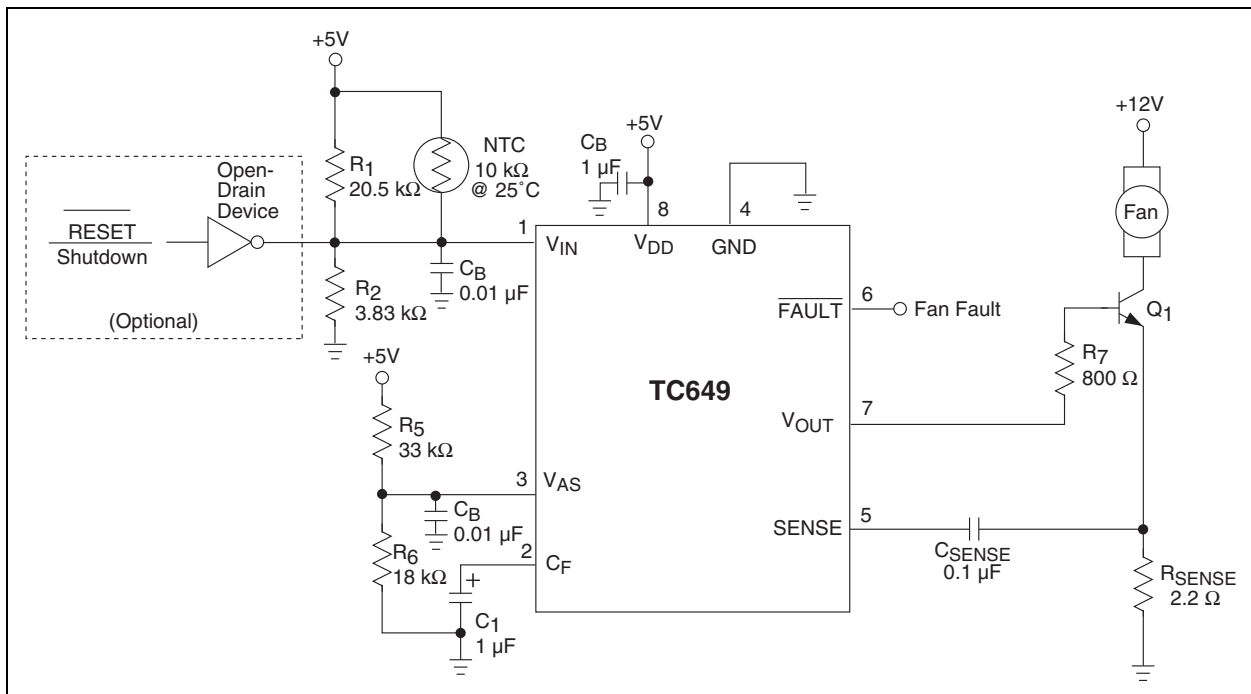 +5V
NTC
10 kΩ
@ 25˚C
R1
20.5 kΩ
Open-
Drain
Device
RESET
Shutdown
(Optional)
R2
3.83 kΩ
CB
0.01 µF
1
VIN
+5V
CB
1 µF
8
VDD
4
GND
+12V
Fan
Q1
6
FAULT
Fan Fault
R7
800 Ω
7
VOUT
TC649
+5V
R5
33 kΩ
3
VAS
CB
0.01 µF
R6
18 kΩ
2
CF
+
C1
1 µF
SENSE
5
CSENSE
0.1 µF
RSENSE
2.2 Ω